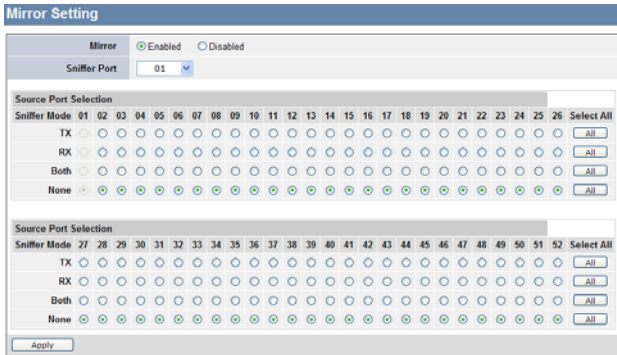 Mirror Setting
Mirror Enabled Disabled
Sniffer Port 01
Source Port Selection
Sniffer Mode 01 02 03 04 05 06 07 08 09 10 11 12 13 14 15 16 17 18 19 20 21 22 23 24 25 26 Select All
TX All
RX All
Both All
None All
Source Port Selection
Sniffer Mode 27 28 29 30 31 32 33 34 35 36 37 38 39 40 41 42 43 44 45 46 47 48 49 50 51 52 Select All
TX All
RX All
Both All
None All
Apply